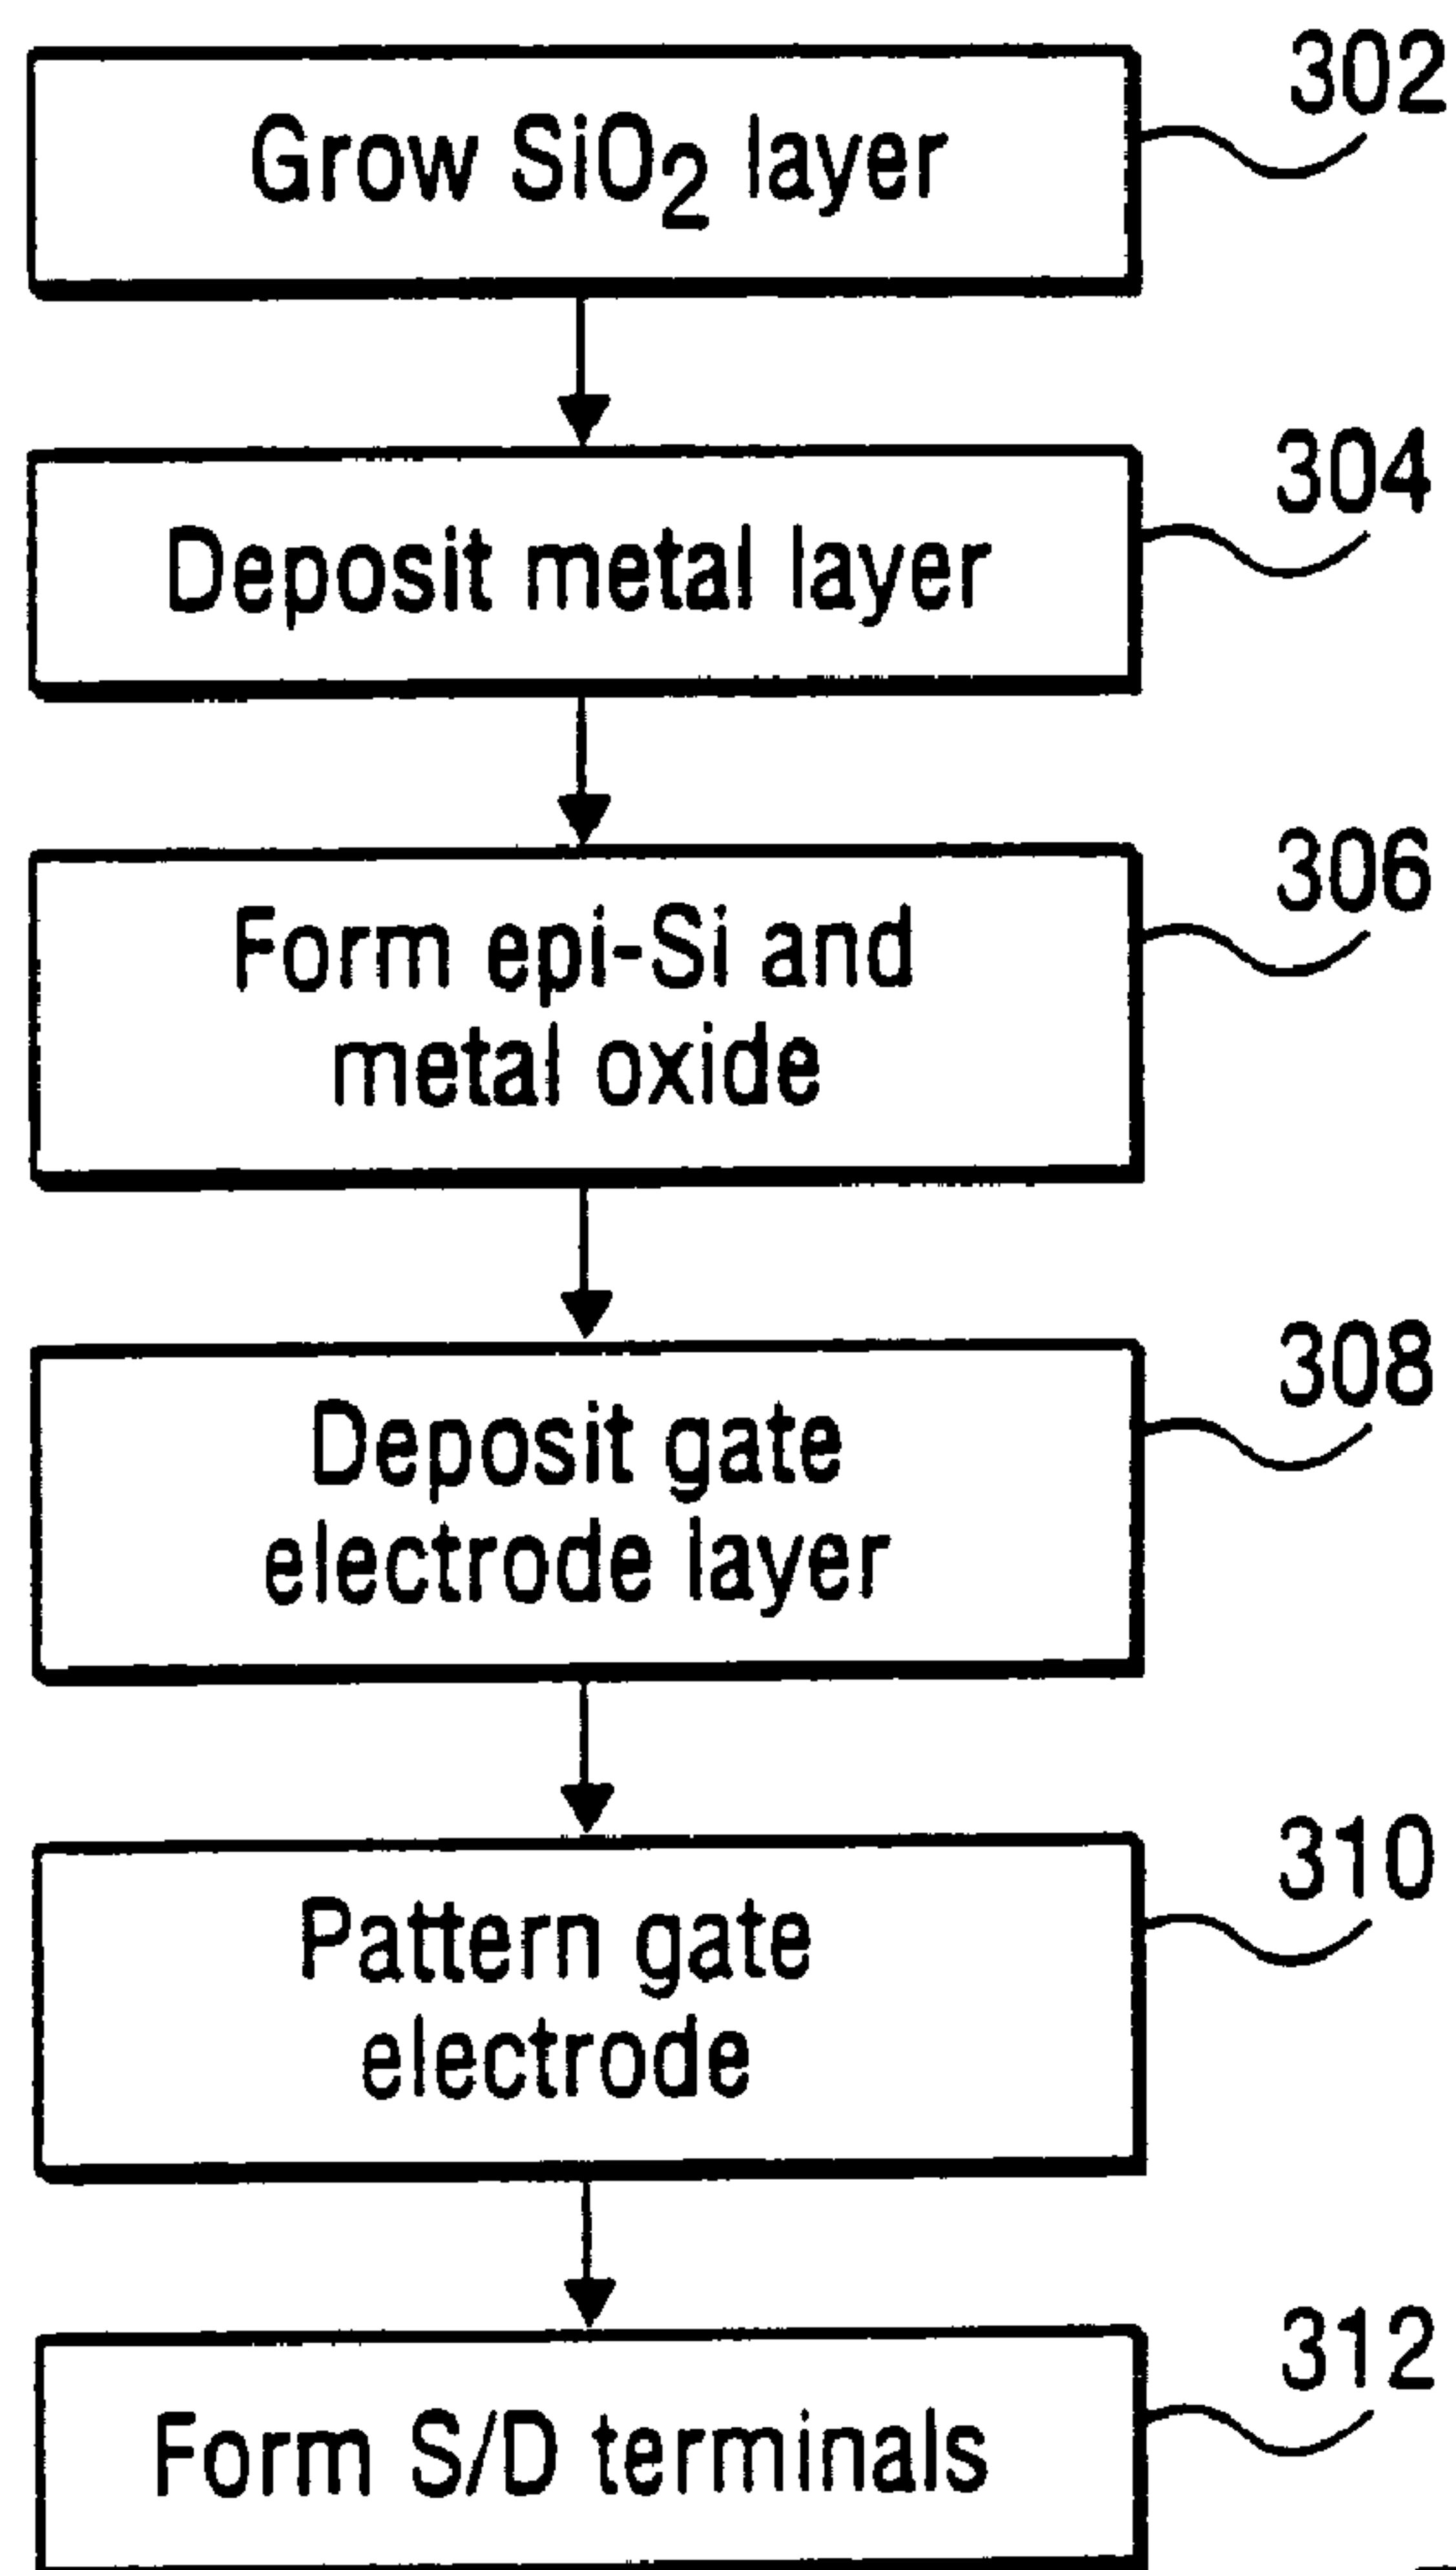 302
Grow SiO₂ layer
304
Deposit metal layer
306
Form epi-Si and
metal oxide
308
Deposit gate
electrode layer
310
Pattern gate
electrode
312
Form S/D terminals